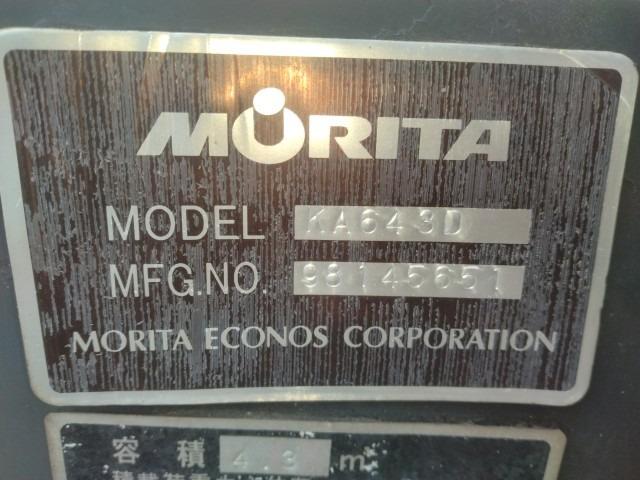 MORITA
MODEL KA643D
MFG.NO. 98145651
MORITA ECONOS CORPORATION
容積 4.3 m